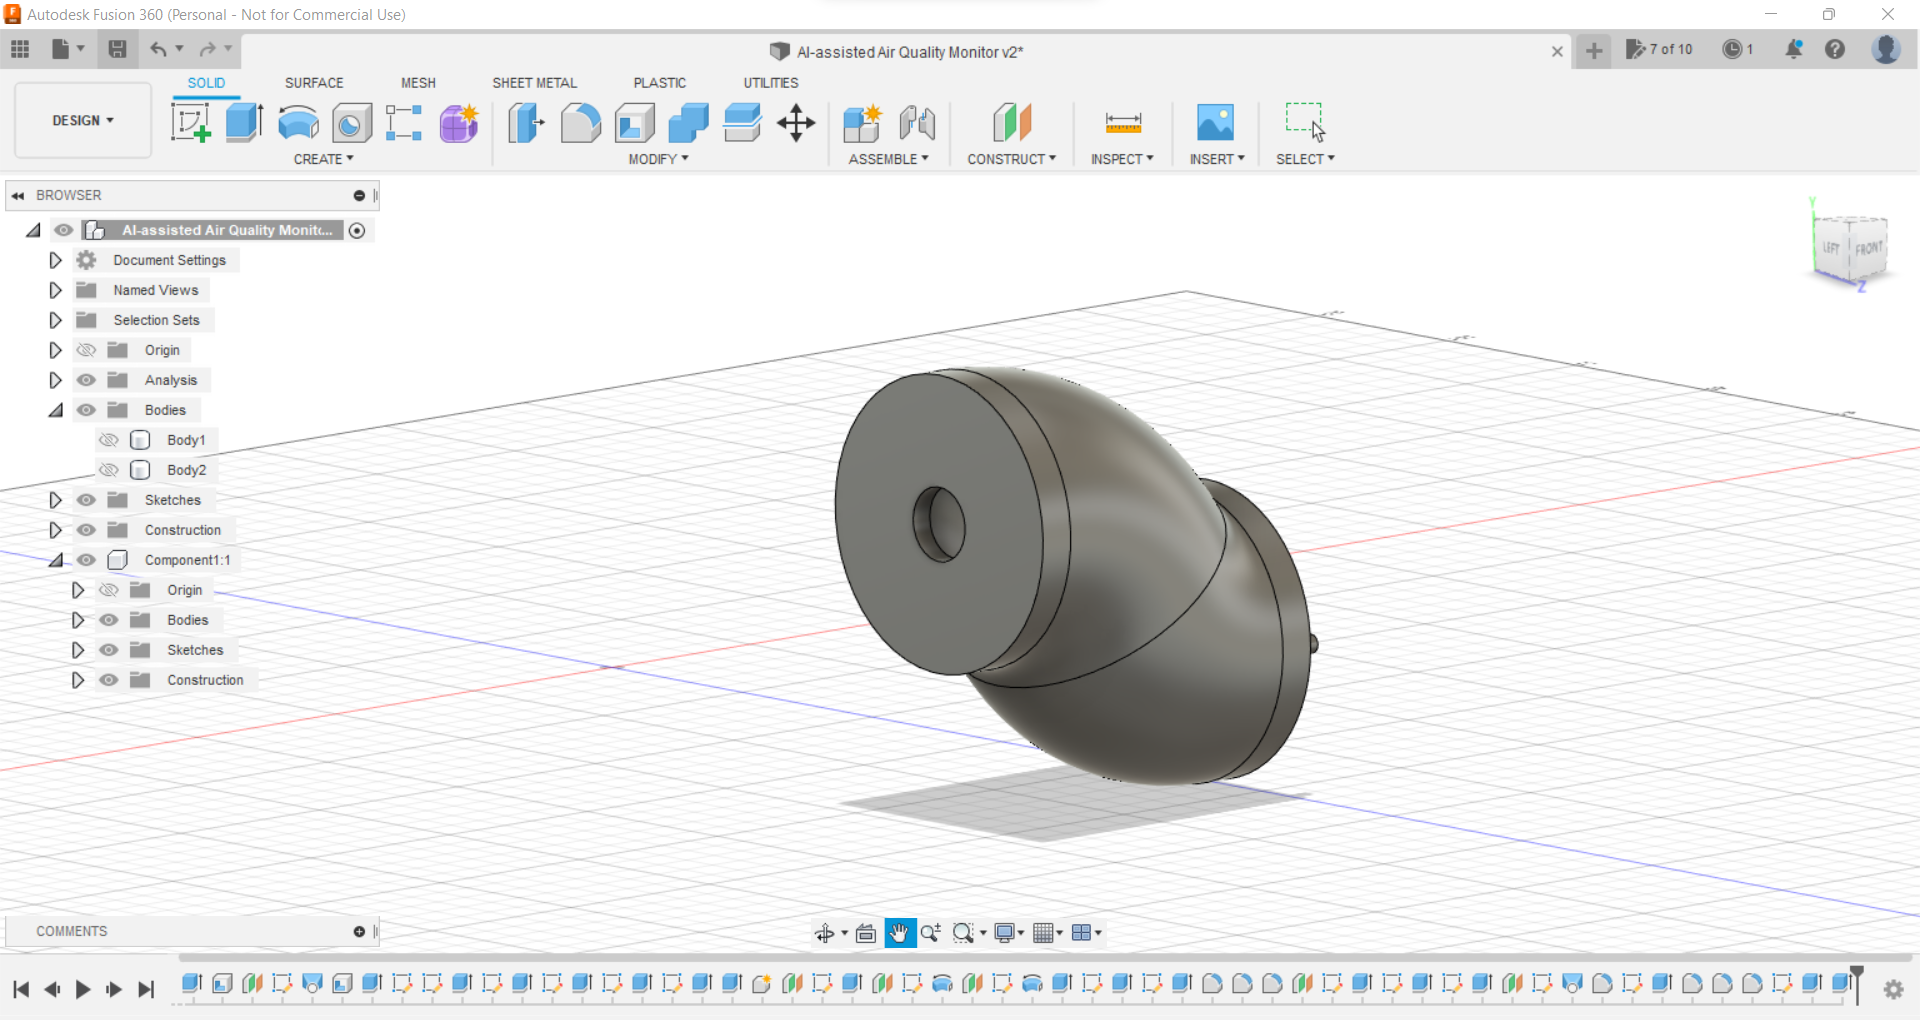 Autodesk Fusion 360 (Personal - Not for Commercial Use)
AI-assisted Air Quality Monitor v2*
7 of 10
1
SOLID
SURFACE
MESH
SHEET METAL
PLASTIC
UTILITIES
DESIGN
CREATE
MODIFY
ASSEMBLE
CONSTRUCT
INSPECT
INSERT
SELECT
BROWSER
AI-assisted Air Quality Monit...
Document Settings
Named Views
Selection Sets
Origin
Analysis
Bodies
Body1
Body2
Sketches
Construction
Component1:1
Origin
Bodies
Sketches
Construction
Y
LEFT
FRONT
Z
COMMENTS